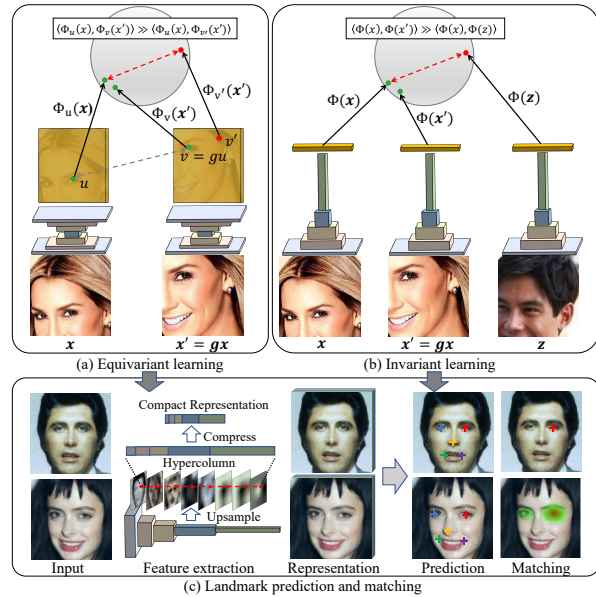 ⟨Φᵤ(x), Φᵥ(x′)⟩ ≫ ⟨Φᵤ(x), Φᵥ′(x′)⟩
Φᵤ(x)
Φᵥ(x′)
Φᵥ′(x′)
u
v = gu
v′
x
x′ = gx
(a) Equivariant learning
⟨Φ(x), Φ(x′)⟩ ≫ ⟨Φ(x), Φ(z)⟩
Φ(x)
Φ(x′)
Φ(z)
x
x′ = gx
z
(b) Invariant learning
Compact Representation
Compress
Hypercolumn
Upsample
Input
Feature extraction
Representation
Prediction
Matching
(c) Landmark prediction and matching